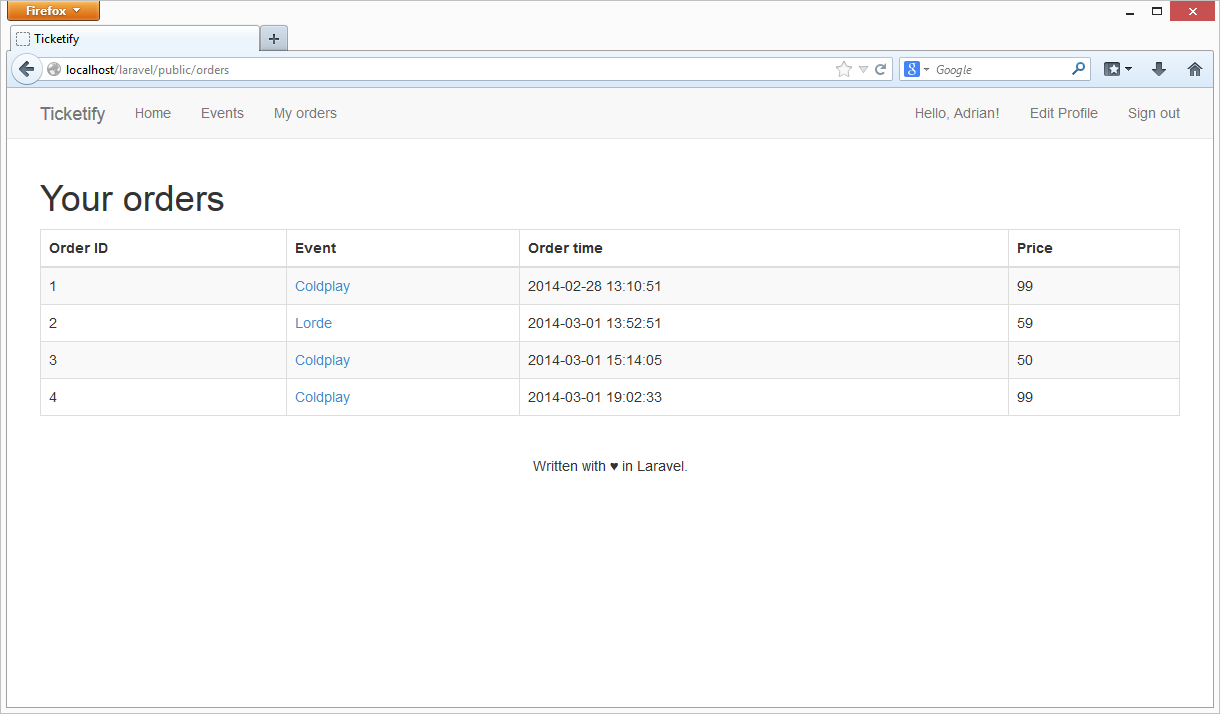 Firefox
Ticketify
localhost/laravel/public/orders
Google
Ticketify Home Events My orders Hello, Adrian! Edit Profile Sign out
Your orders
Order ID Event Order time Price
1 Coldplay 2014-02-28 13:10:51 99
2 Lorde 2014-03-01 13:52:51 59
3 Coldplay 2014-03-01 15:14:05 50
4 Coldplay 2014-03-01 19:02:33 99
Written with ♥ in Laravel.